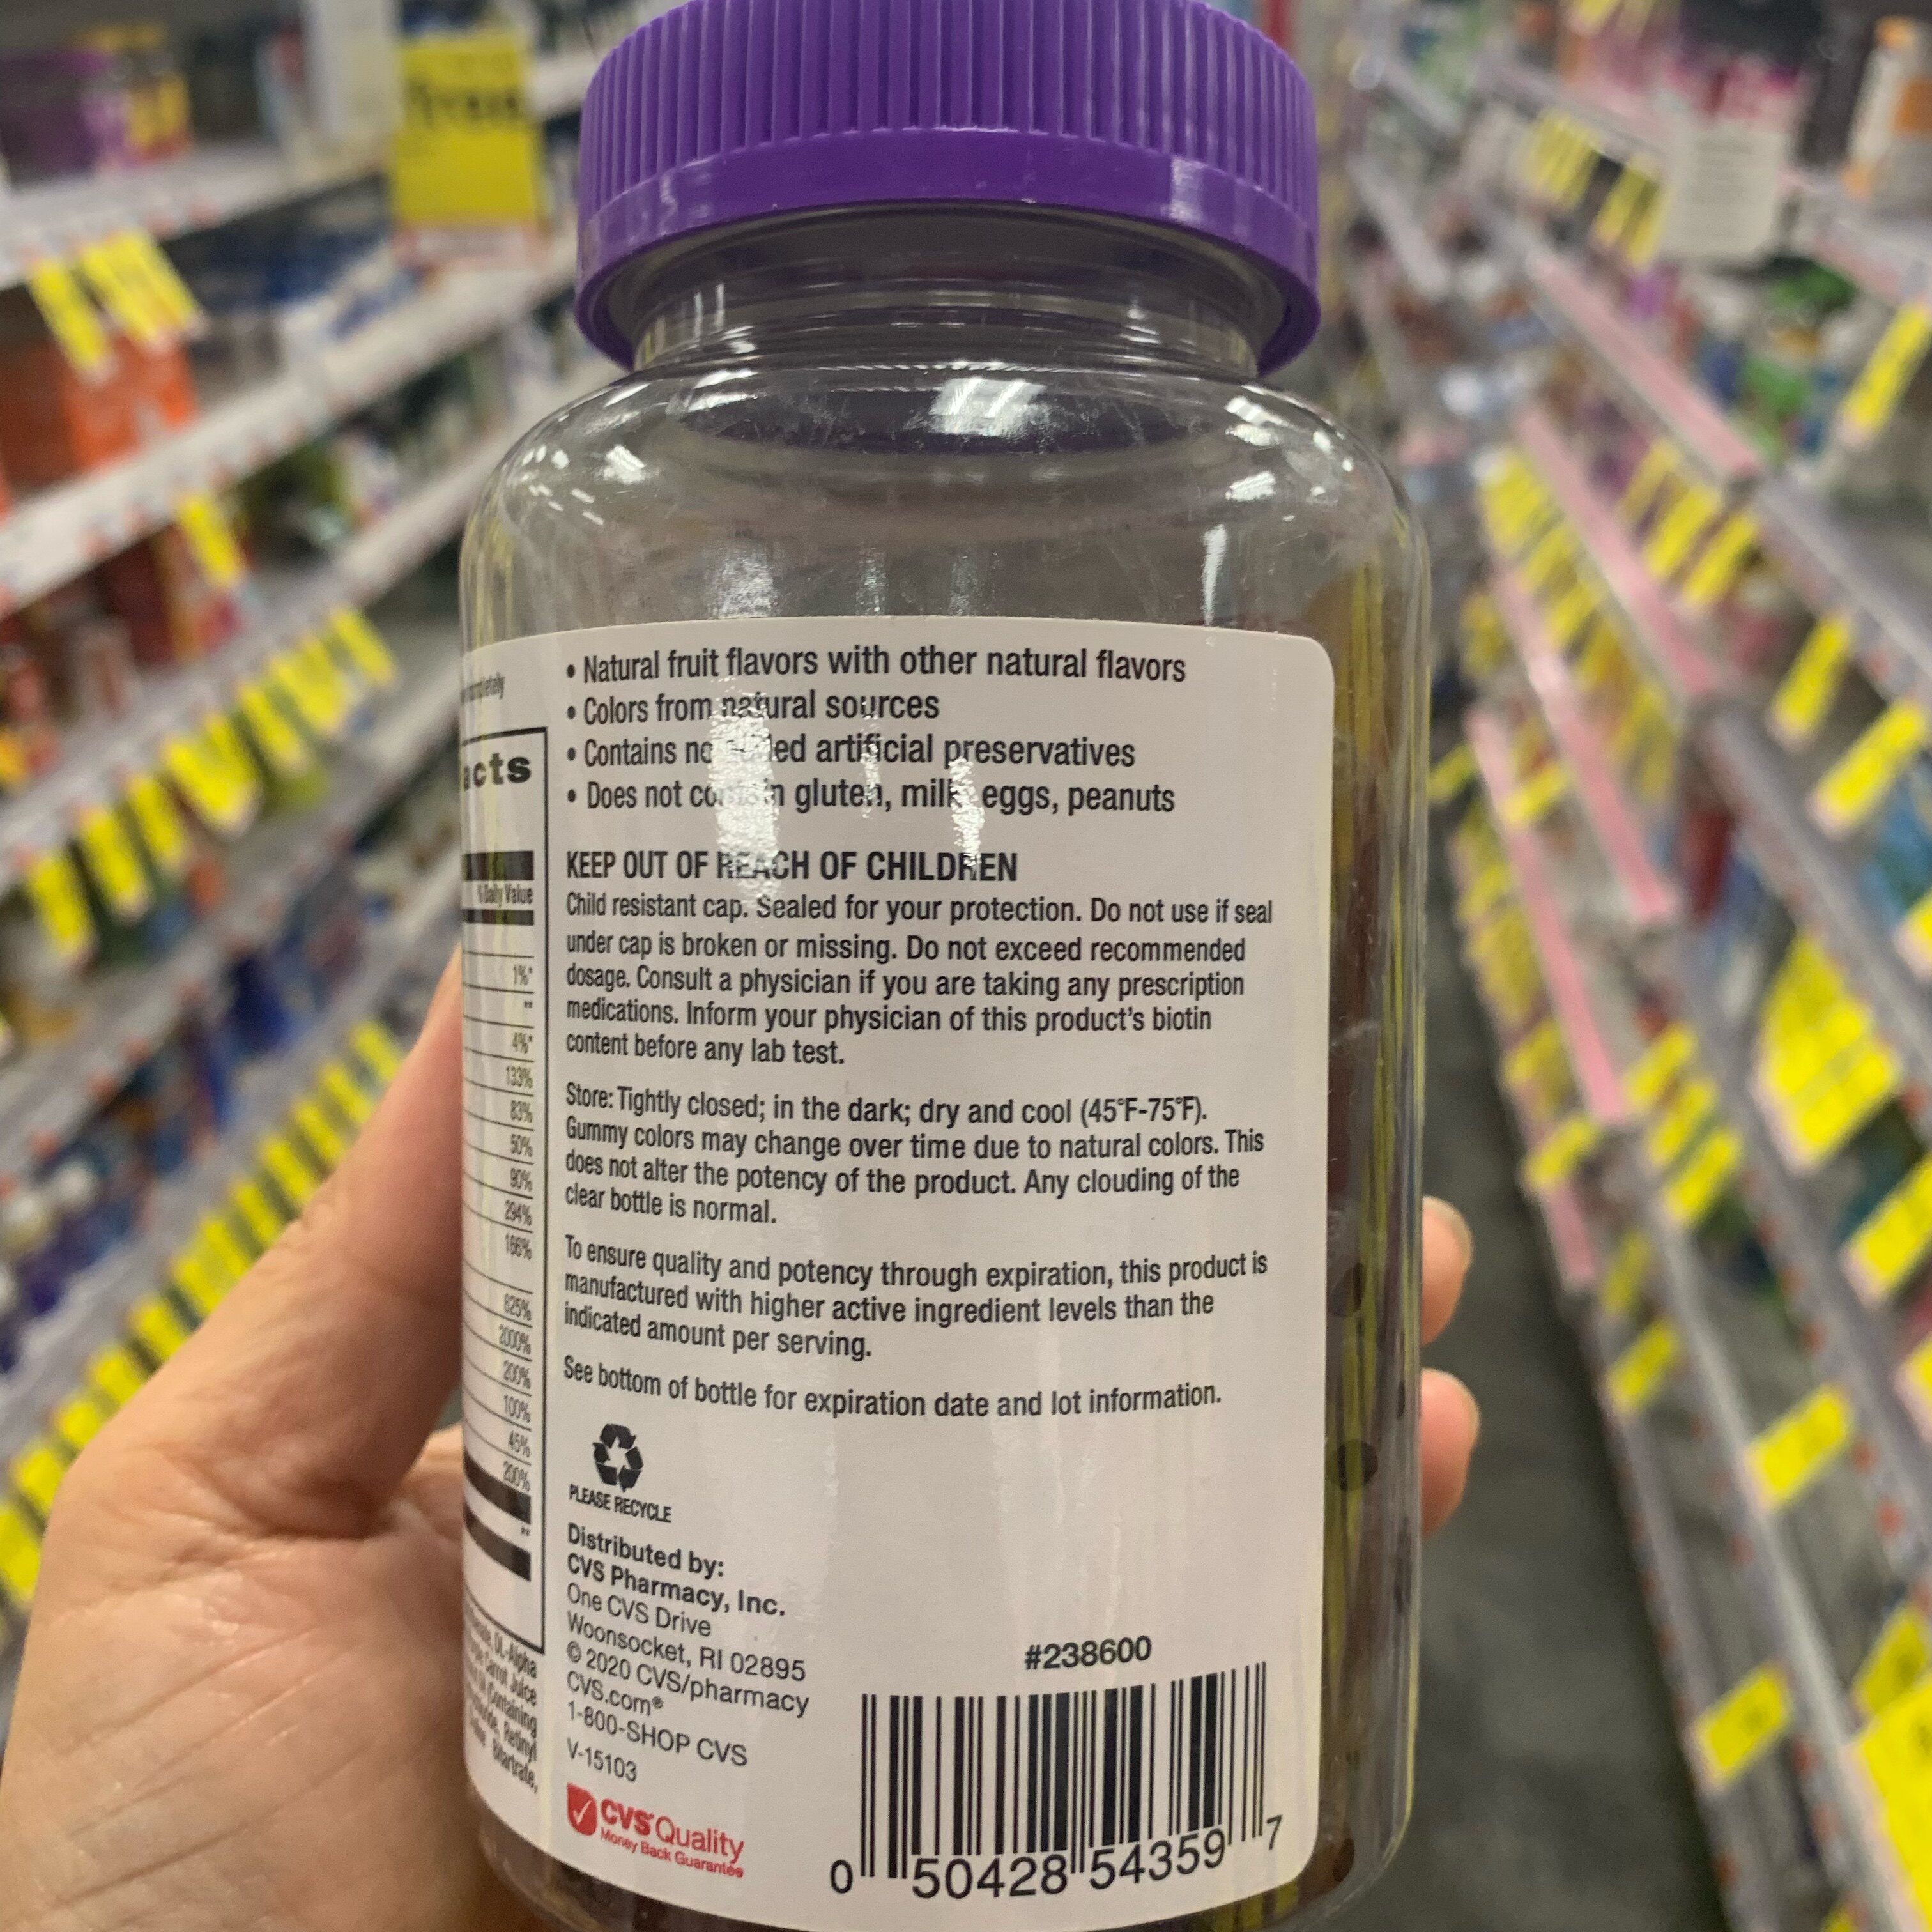 free
• Natural fruit flavors with other natural flavors
• Colors from natural sources
• Contains no added artificial preservatives
• Does not contain gluten, milk, eggs, peanuts
KEEP OUT OF REACH OF CHILDREN
Child resistant cap. Sealed for your protection. Do not use if seal
under cap is broken or missing. Do not exceed recommended
dosage. Consult a physician if you are taking any prescription
medications. Inform your physician of this product's biotin
content before any lab test.
Store: Tightly closed; in the dark; dry and cool (45°F-75°F).
Gummy colors may change over time due to natural colors. This
does not alter the potency of the product. Any clouding of the
clear bottle is normal.
To ensure quality and potency through expiration, this product is
manufactured with higher active ingredient levels than the
indicated amount per serving.
See bottom of bottle for expiration date and lot information.
PLEASE RECYCLE
Distributed by:
CVS Pharmacy, Inc.
One CVS Drive
Woonsocket, RI 02895
© 2020 CVS/pharmacy
CVS.com®
1-800-SHOP CVS
V-15103
CVS Quality
Money Back Guarantee
#238600
0 50428 54359 7
acts
% Daily Value
1%*
**
4%*
133%
83%
50%
90%
294%
166%
625%
2000%
200%
100%
45%
200%
**
DL-Alpha
Carrot Juice
(Containing
Retinyl
Bitartrate,